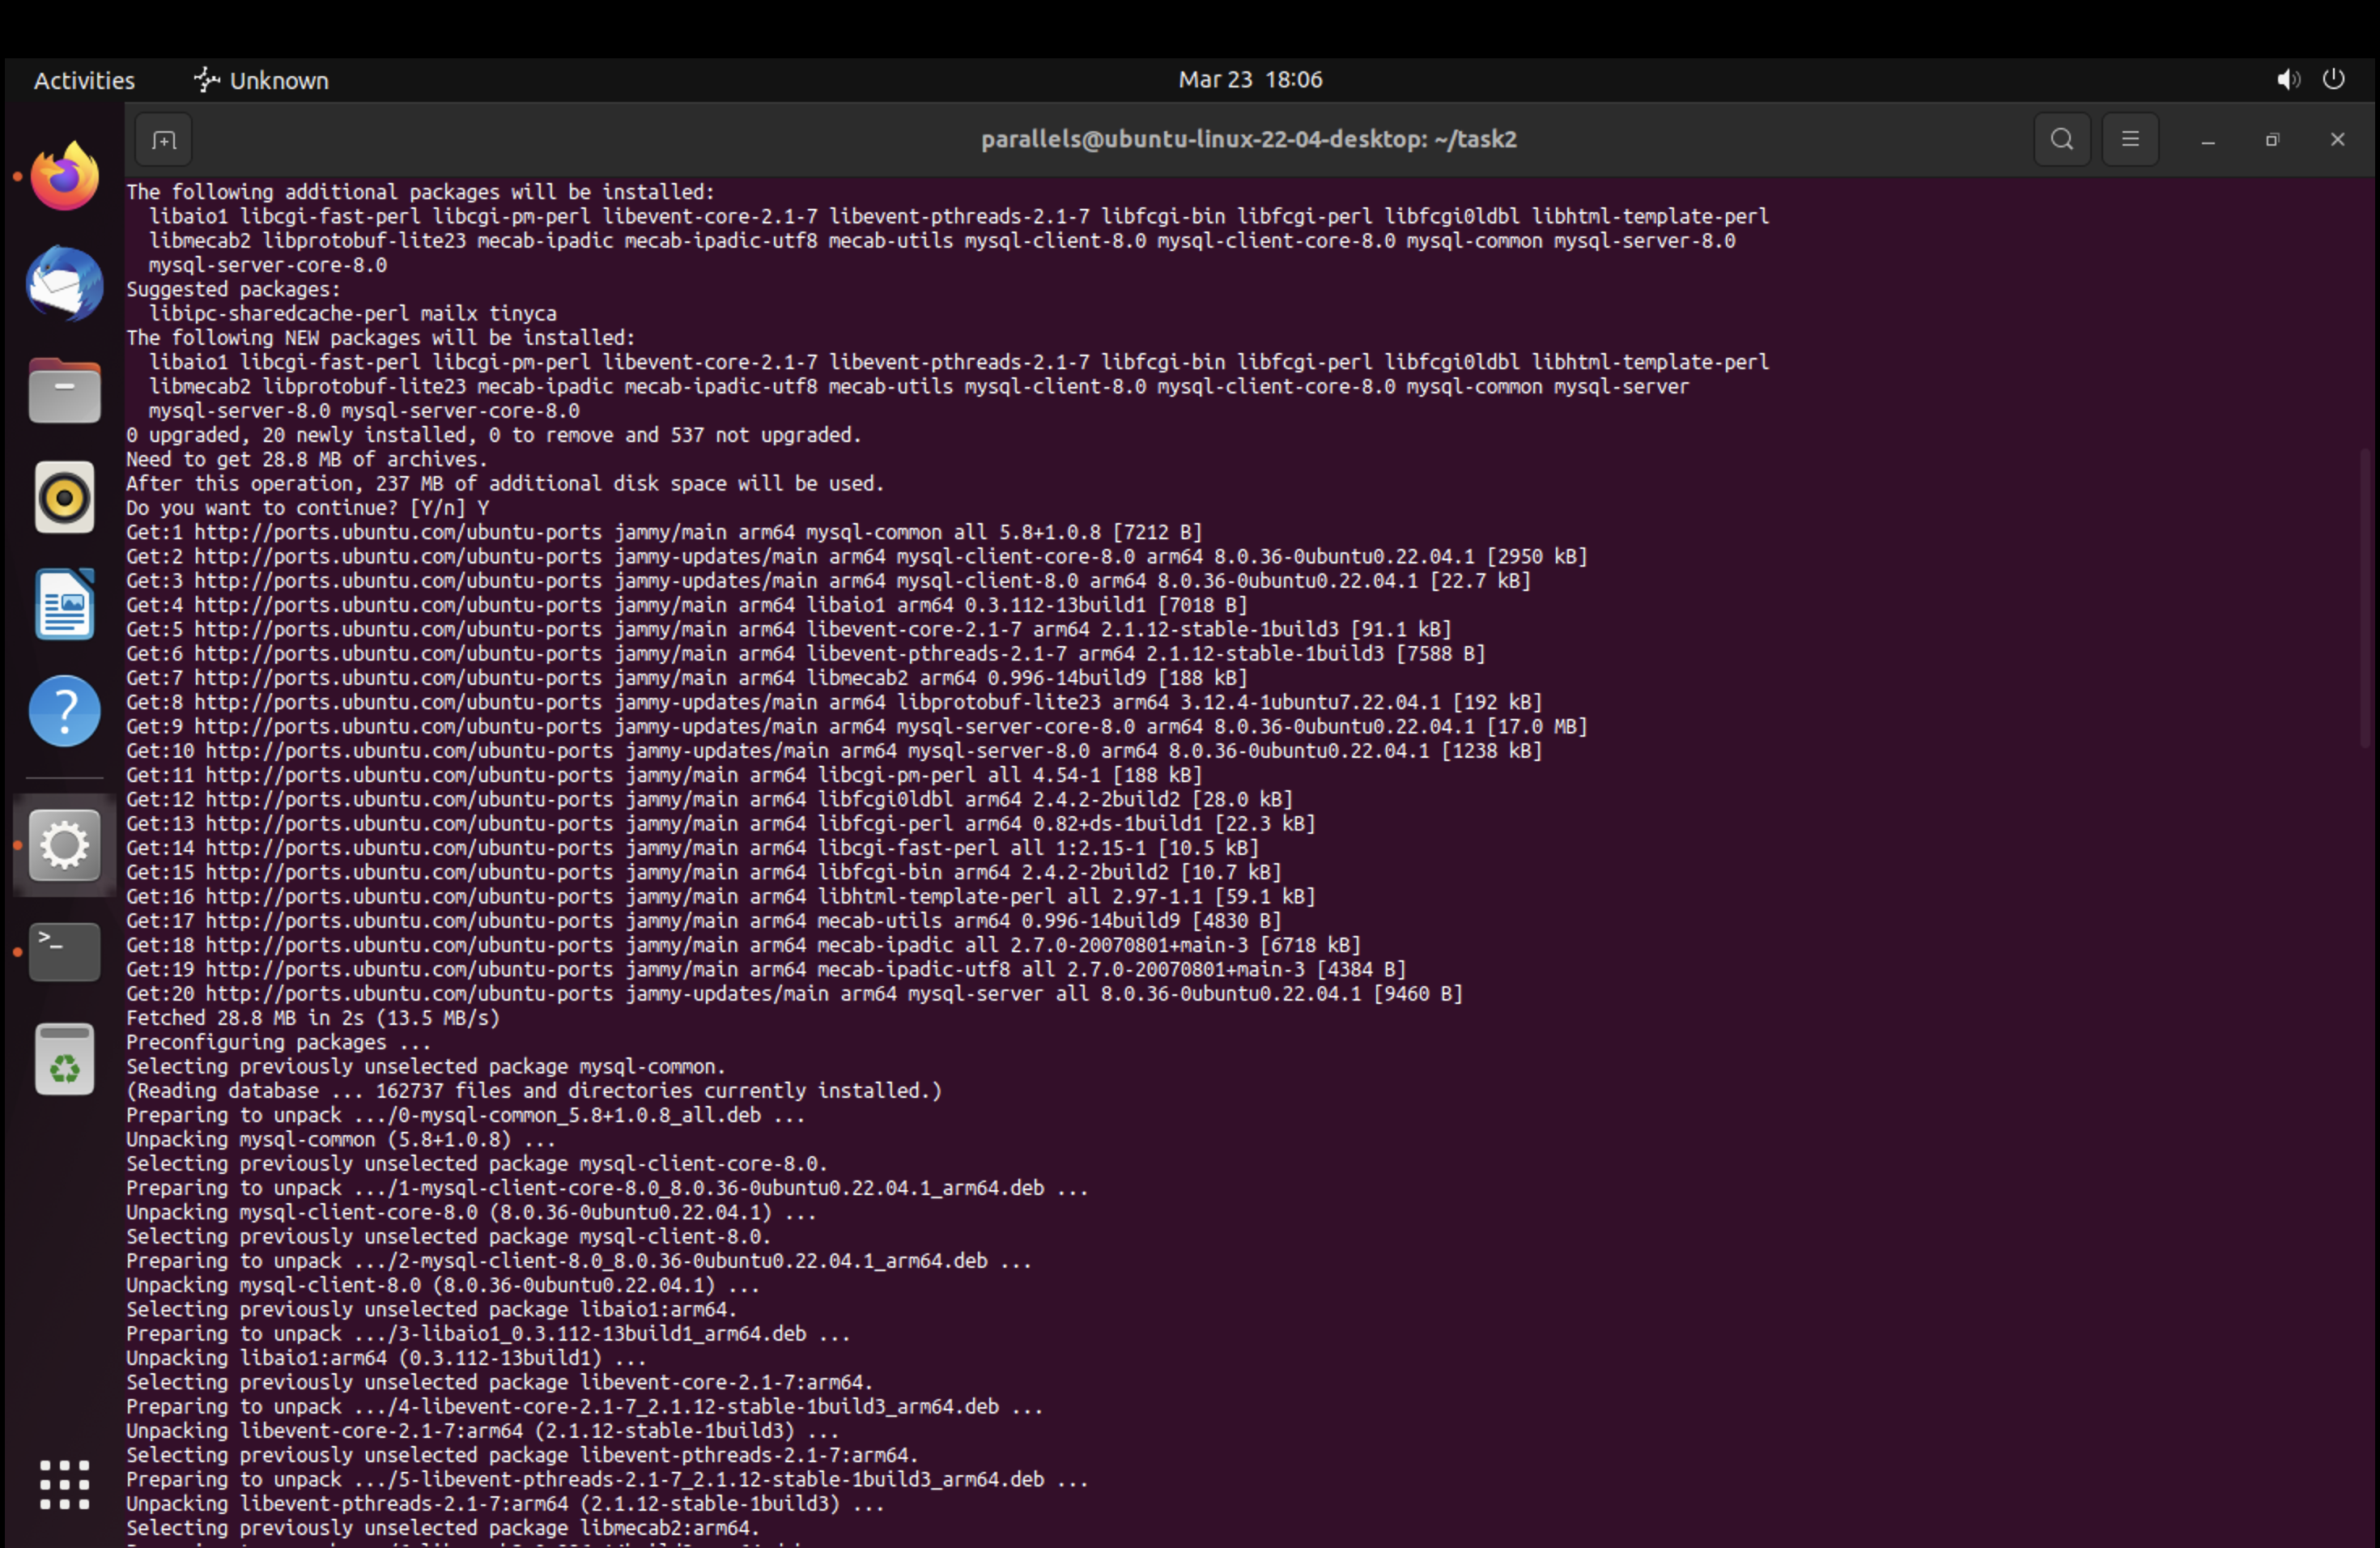 Activities Unknown Mar 23 18:06
parallels@ubuntu-linux-22-04-desktop: ~/task2
The following additional packages will be installed:
  libaio1 libcgi-fast-perl libcgi-pm-perl libevent-core-2.1-7 libevent-pthreads-2.1-7 libfcgi-bin libfcgi-perl libfcgi0ldbl libhtml-template-perl
  libmecab2 libprotobuf-lite23 mecab-ipadic mecab-ipadic-utf8 mecab-utils mysql-client-8.0 mysql-client-core-8.0 mysql-common mysql-server-8.0
  mysql-server-core-8.0
Suggested packages:
  libipc-sharedcache-perl mailx tinyca
The following NEW packages will be installed:
  libaio1 libcgi-fast-perl libcgi-pm-perl libevent-core-2.1-7 libevent-pthreads-2.1-7 libfcgi-bin libfcgi-perl libfcgi0ldbl libhtml-template-perl
  libmecab2 libprotobuf-lite23 mecab-ipadic mecab-ipadic-utf8 mecab-utils mysql-client-8.0 mysql-client-core-8.0 mysql-common mysql-server
  mysql-server-8.0 mysql-server-core-8.0
0 upgraded, 20 newly installed, 0 to remove and 537 not upgraded.
Need to get 28.8 MB of archives.
After this operation, 237 MB of additional disk space will be used.
Do you want to continue? [Y/n] Y
Get:1 http://ports.ubuntu.com/ubuntu-ports jammy/main arm64 mysql-common all 5.8+1.0.8 [7212 B]
Get:2 http://ports.ubuntu.com/ubuntu-ports jammy-updates/main arm64 mysql-client-core-8.0 arm64 8.0.36-0ubuntu0.22.04.1 [2950 kB]
Get:3 http://ports.ubuntu.com/ubuntu-ports jammy-updates/main arm64 mysql-client-8.0 arm64 8.0.36-0ubuntu0.22.04.1 [22.7 kB]
Get:4 http://ports.ubuntu.com/ubuntu-ports jammy/main arm64 libaio1 arm64 0.3.112-13build1 [7018 B]
Get:5 http://ports.ubuntu.com/ubuntu-ports jammy/main arm64 libevent-core-2.1-7 arm64 2.1.12-stable-1build3 [91.1 kB]
Get:6 http://ports.ubuntu.com/ubuntu-ports jammy/main arm64 libevent-pthreads-2.1-7 arm64 2.1.12-stable-1build3 [7588 B]
Get:7 http://ports.ubuntu.com/ubuntu-ports jammy/main arm64 libmecab2 arm64 0.996-14build9 [188 kB]
Get:8 http://ports.ubuntu.com/ubuntu-ports jammy-updates/main arm64 libprotobuf-lite23 arm64 3.12.4-1ubuntu7.22.04.1 [192 kB]
Get:9 http://ports.ubuntu.com/ubuntu-ports jammy-updates/main arm64 mysql-server-core-8.0 arm64 8.0.36-0ubuntu0.22.04.1 [17.0 MB]
Get:10 http://ports.ubuntu.com/ubuntu-ports jammy-updates/main arm64 mysql-server-8.0 arm64 8.0.36-0ubuntu0.22.04.1 [1238 kB]
Get:11 http://ports.ubuntu.com/ubuntu-ports jammy/main arm64 libcgi-pm-perl all 4.54-1 [188 kB]
Get:12 http://ports.ubuntu.com/ubuntu-ports jammy/main arm64 libfcgi0ldbl arm64 2.4.2-2build2 [28.0 kB]
Get:13 http://ports.ubuntu.com/ubuntu-ports jammy/main arm64 libfcgi-perl arm64 0.82+ds-1build1 [22.3 kB]
Get:14 http://ports.ubuntu.com/ubuntu-ports jammy/main arm64 libcgi-fast-perl all 1:2.15-1 [10.5 kB]
Get:15 http://ports.ubuntu.com/ubuntu-ports jammy/main arm64 libfcgi-bin arm64 2.4.2-2build2 [10.7 kB]
Get:16 http://ports.ubuntu.com/ubuntu-ports jammy/main arm64 libhtml-template-perl all 2.97-1.1 [59.1 kB]
Get:17 http://ports.ubuntu.com/ubuntu-ports jammy/main arm64 mecab-utils arm64 0.996-14build9 [4830 B]
Get:18 http://ports.ubuntu.com/ubuntu-ports jammy/main arm64 mecab-ipadic all 2.7.0-20070801+main-3 [6718 kB]
Get:19 http://ports.ubuntu.com/ubuntu-ports jammy/main arm64 mecab-ipadic-utf8 all 2.7.0-20070801+main-3 [4384 B]
Get:20 http://ports.ubuntu.com/ubuntu-ports jammy-updates/main arm64 mysql-server all 8.0.36-0ubuntu0.22.04.1 [9460 B]
Fetched 28.8 MB in 2s (13.5 MB/s)
Preconfiguring packages ...
Selecting previously unselected package mysql-common.
(Reading database ... 162737 files and directories currently installed.)
Preparing to unpack .../0-mysql-common_5.8+1.0.8_all.deb ...
Unpacking mysql-common (5.8+1.0.8) ...
Selecting previously unselected package mysql-client-core-8.0.
Preparing to unpack .../1-mysql-client-core-8.0_8.0.36-0ubuntu0.22.04.1_arm64.deb ...
Unpacking mysql-client-core-8.0 (8.0.36-0ubuntu0.22.04.1) ...
Selecting previously unselected package mysql-client-8.0.
Preparing to unpack .../2-mysql-client-8.0_8.0.36-0ubuntu0.22.04.1_arm64.deb ...
Unpacking mysql-client-8.0 (8.0.36-0ubuntu0.22.04.1) ...
Selecting previously unselected package libaio1:arm64.
Preparing to unpack .../3-libaio1_0.3.112-13build1_arm64.deb ...
Unpacking libaio1:arm64 (0.3.112-13build1) ...
Selecting previously unselected package libevent-core-2.1-7:arm64.
Preparing to unpack .../4-libevent-core-2.1-7_2.1.12-stable-1build3_arm64.deb ...
Unpacking libevent-core-2.1-7:arm64 (2.1.12-stable-1build3) ...
Selecting previously unselected package libevent-pthreads-2.1-7:arm64.
Preparing to unpack .../5-libevent-pthreads-2.1-7_2.1.12-stable-1build3_arm64.deb ...
Unpacking libevent-pthreads-2.1-7:arm64 (2.1.12-stable-1build3) ...
Selecting previously unselected package libmecab2:arm64.